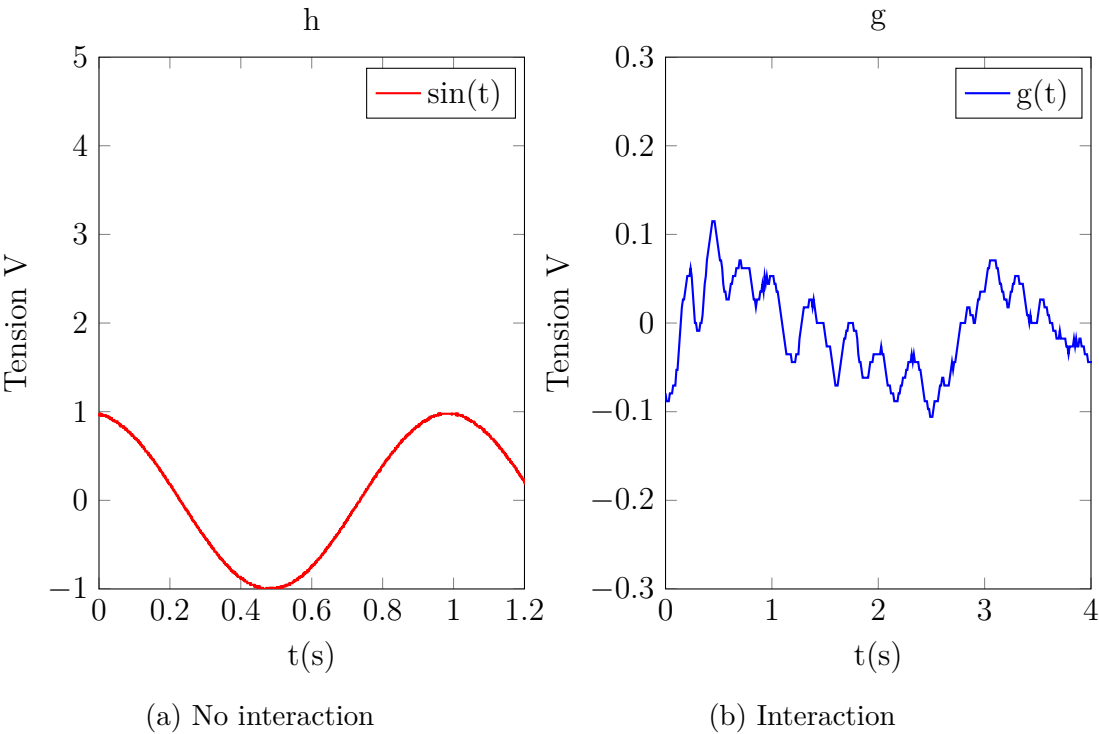 h
5
4
3
2
1
0
−1
0
0.2
0.4
0.6
0.8
1
1.2
Tension V
t(s)
sin(t)
(a) No interaction
g
0.3
0.2
0.1
0
−0.1
−0.2
−0.3
0
1
2
3
4
Tension V
t(s)
g(t)
(b) Interaction